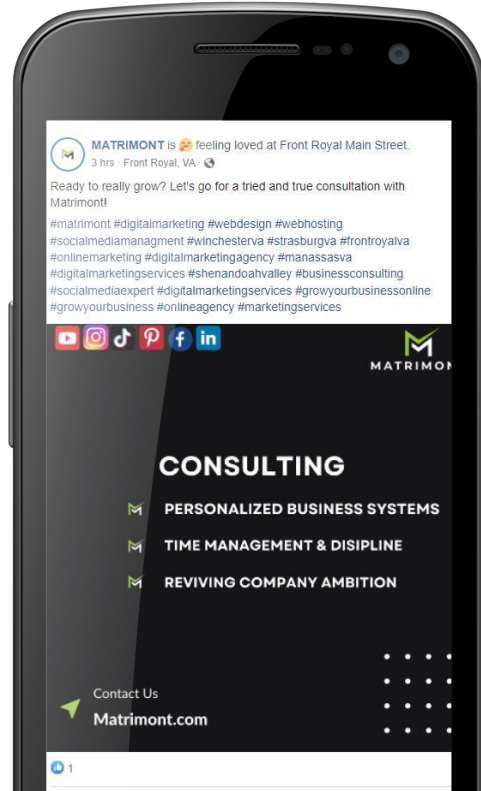 MATRIMONT is feeling loved at Front Royal Main Street.
3 hrs · Front Royal, VA ·
Ready to really grow? Let's go for a tried and true consultation with
Matrimont!
#matrimont #digitalmarketing #webdesign #webhosting
#socialmediamanagment #winchesterva #strasburgva #frontroyalva
#onlinemarketing #digitalmarketingagency #manassasva
#digitalmarketingservices #shenandoahvalley #businessconsulting
#socialmediaexpert #digitalmarketingservices #growyourbusinessonline
#growyourbusiness #onlineagency #marketingservices
in
MATRIMON
CONSULTING
PERSONALIZED BUSINESS SYSTEMS
TIME MANAGEMENT & DISIPLINE
REVIVING COMPANY AMBITION
Contact Us
Matrimont.com
1